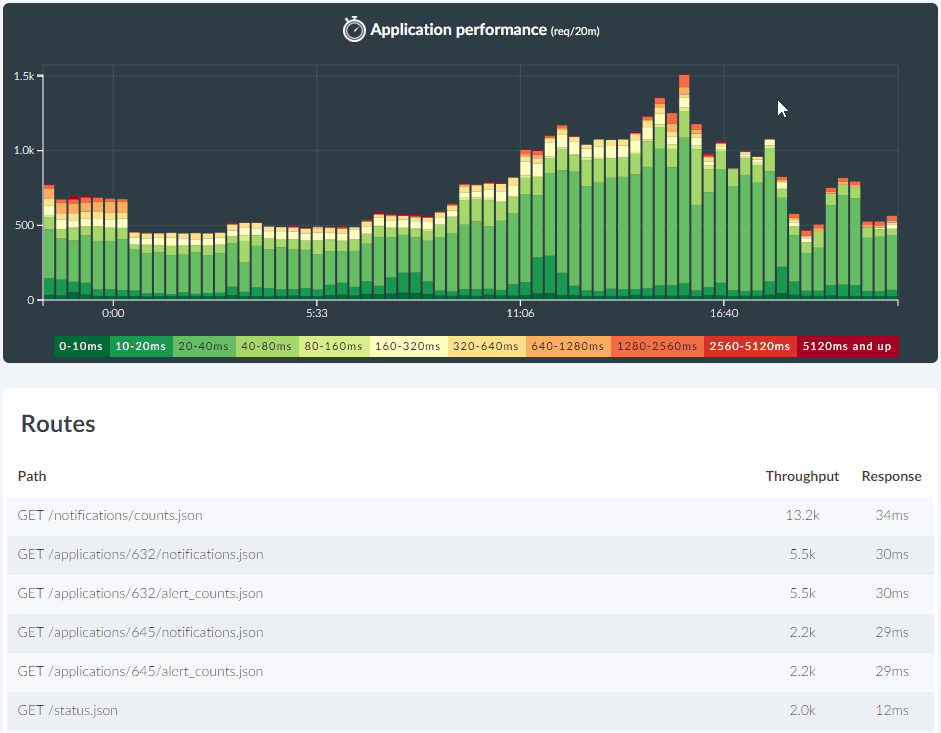 Application performance (req/20m)
1.5k
1.0k
500
0
0:00 5:33 11:06 16:40
0-10ms 10-20ms 20-40ms 40-80ms 80-160ms 160-320ms 320-640ms 640-1280ms 1280-2560ms 2560-5120ms 5120ms and up
Routes
Path Throughput Response
GET /notifications/counts.json 13.2k 34ms
GET /applications/632/notifications.json 5.5k 30ms
GET /applications/632/alert_counts.json 5.5k 30ms
GET /applications/645/notifications.json 2.2k 29ms
GET /applications/645/alert_counts.json 2.2k 29ms
GET /status.json 2.0k 12ms